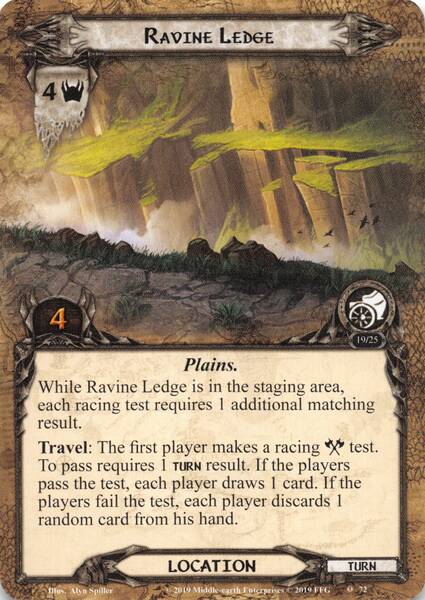 Ravine Ledge
4
4
19/25
Plains.
While Ravine Ledge is in the staging area,
each racing test requires 1 additional matching
result.
Travel: The first player makes a racing test.
To pass requires 1 TURN result. If the players
pass the test, each player draws 1 card. If the
players fail the test, each player discards 1
random card from his hand.
LOCATION
TURN
Illus. Alyn Spiller
©2019 Middle-earth Enterprises ©2019 FFG
72